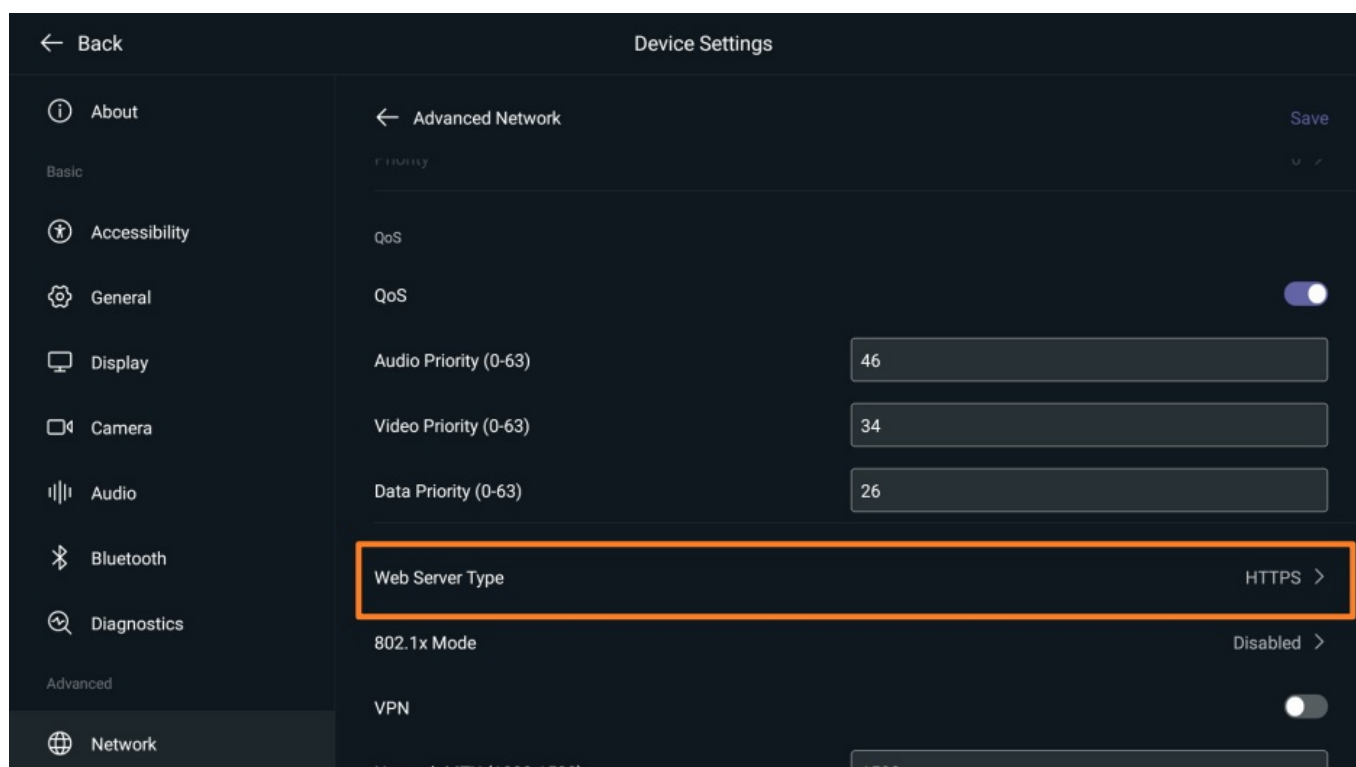 Back
Device Settings
About
Basic
Accessibility
General
Display
Camera
Audio
Bluetooth
Diagnostics
Advanced
Network
Advanced Network
Save
Priority
QoS
QoS
Audio Priority (0-63)
46
Video Priority (0-63)
34
Data Priority (0-63)
26
Web Server Type
HTTPS
802.1x Mode
Disabled
VPN